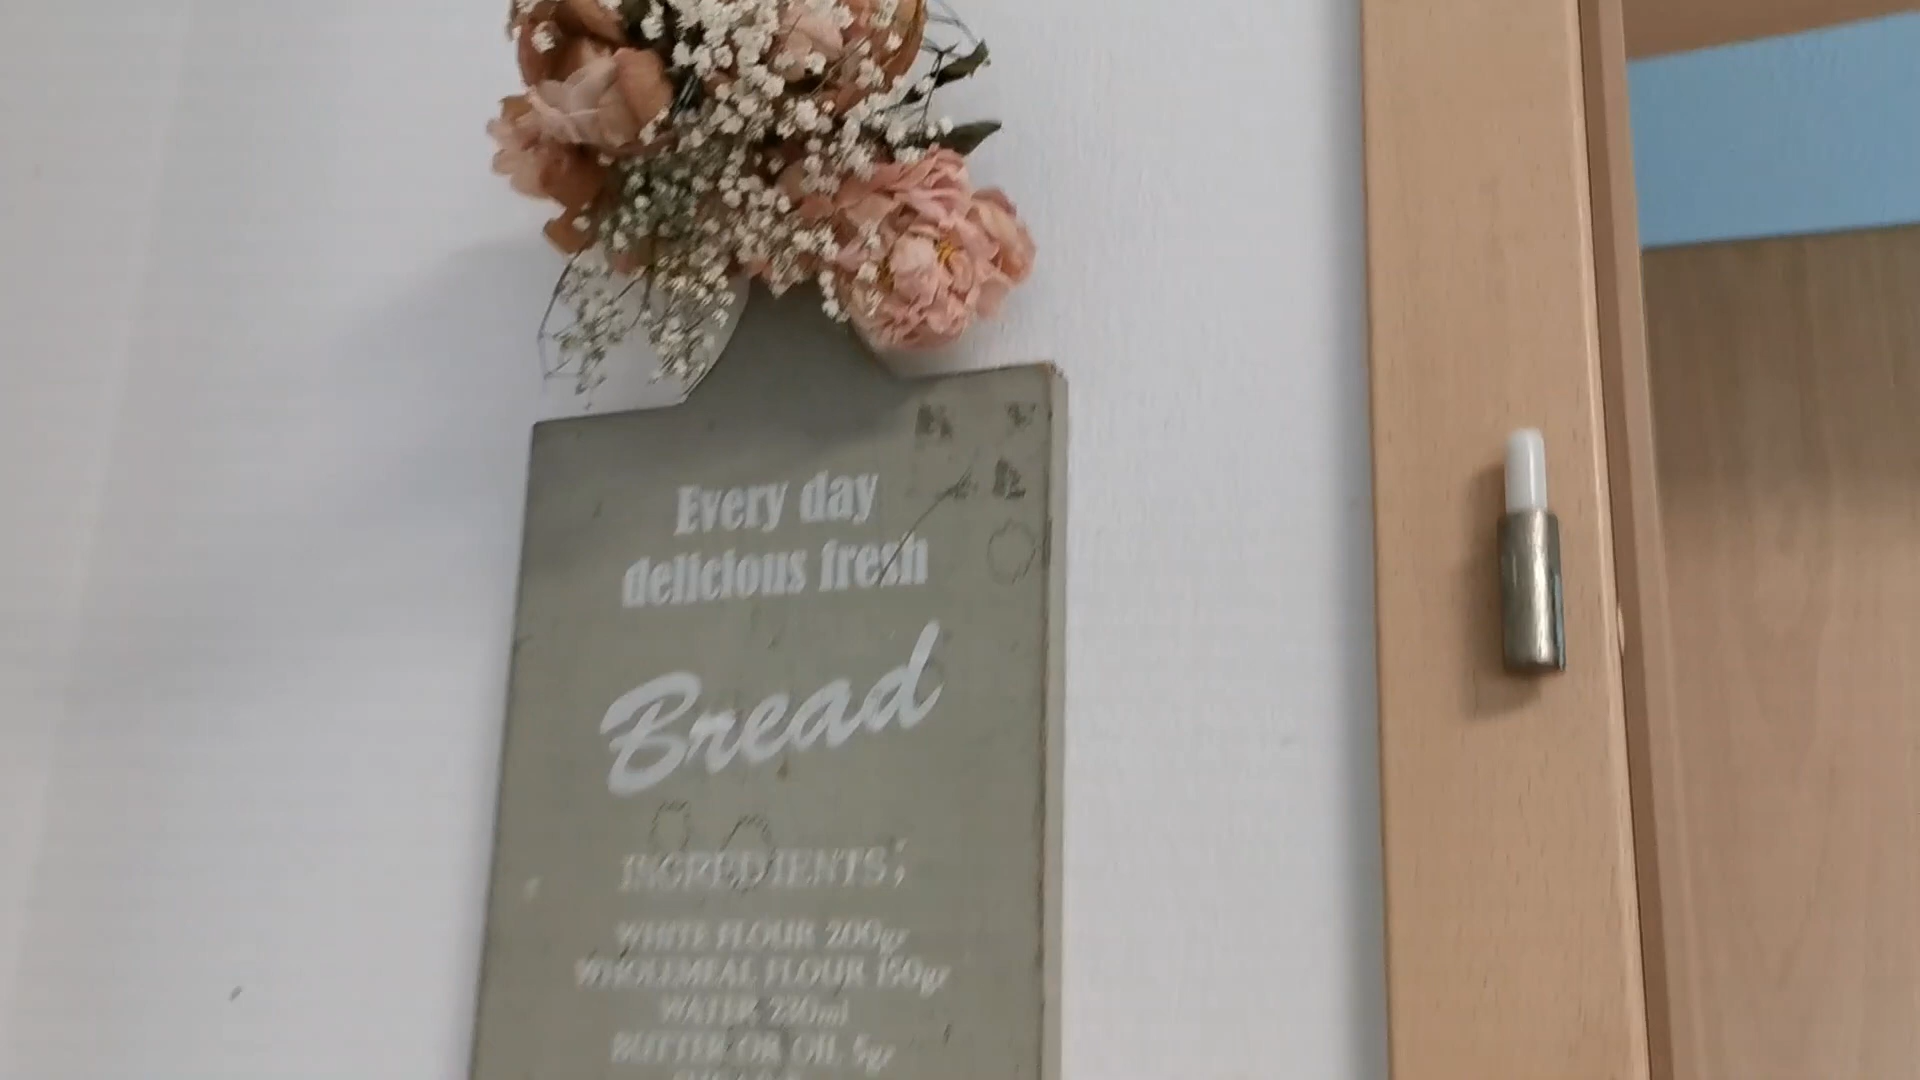 Every day
delicious fresh
Bread
INGREDIENTS;
WHITE FLOUR 200gr
WHOLEMEAL FLOUR 150gr
WATER 230ml
BUTTER OR OIL 5gr